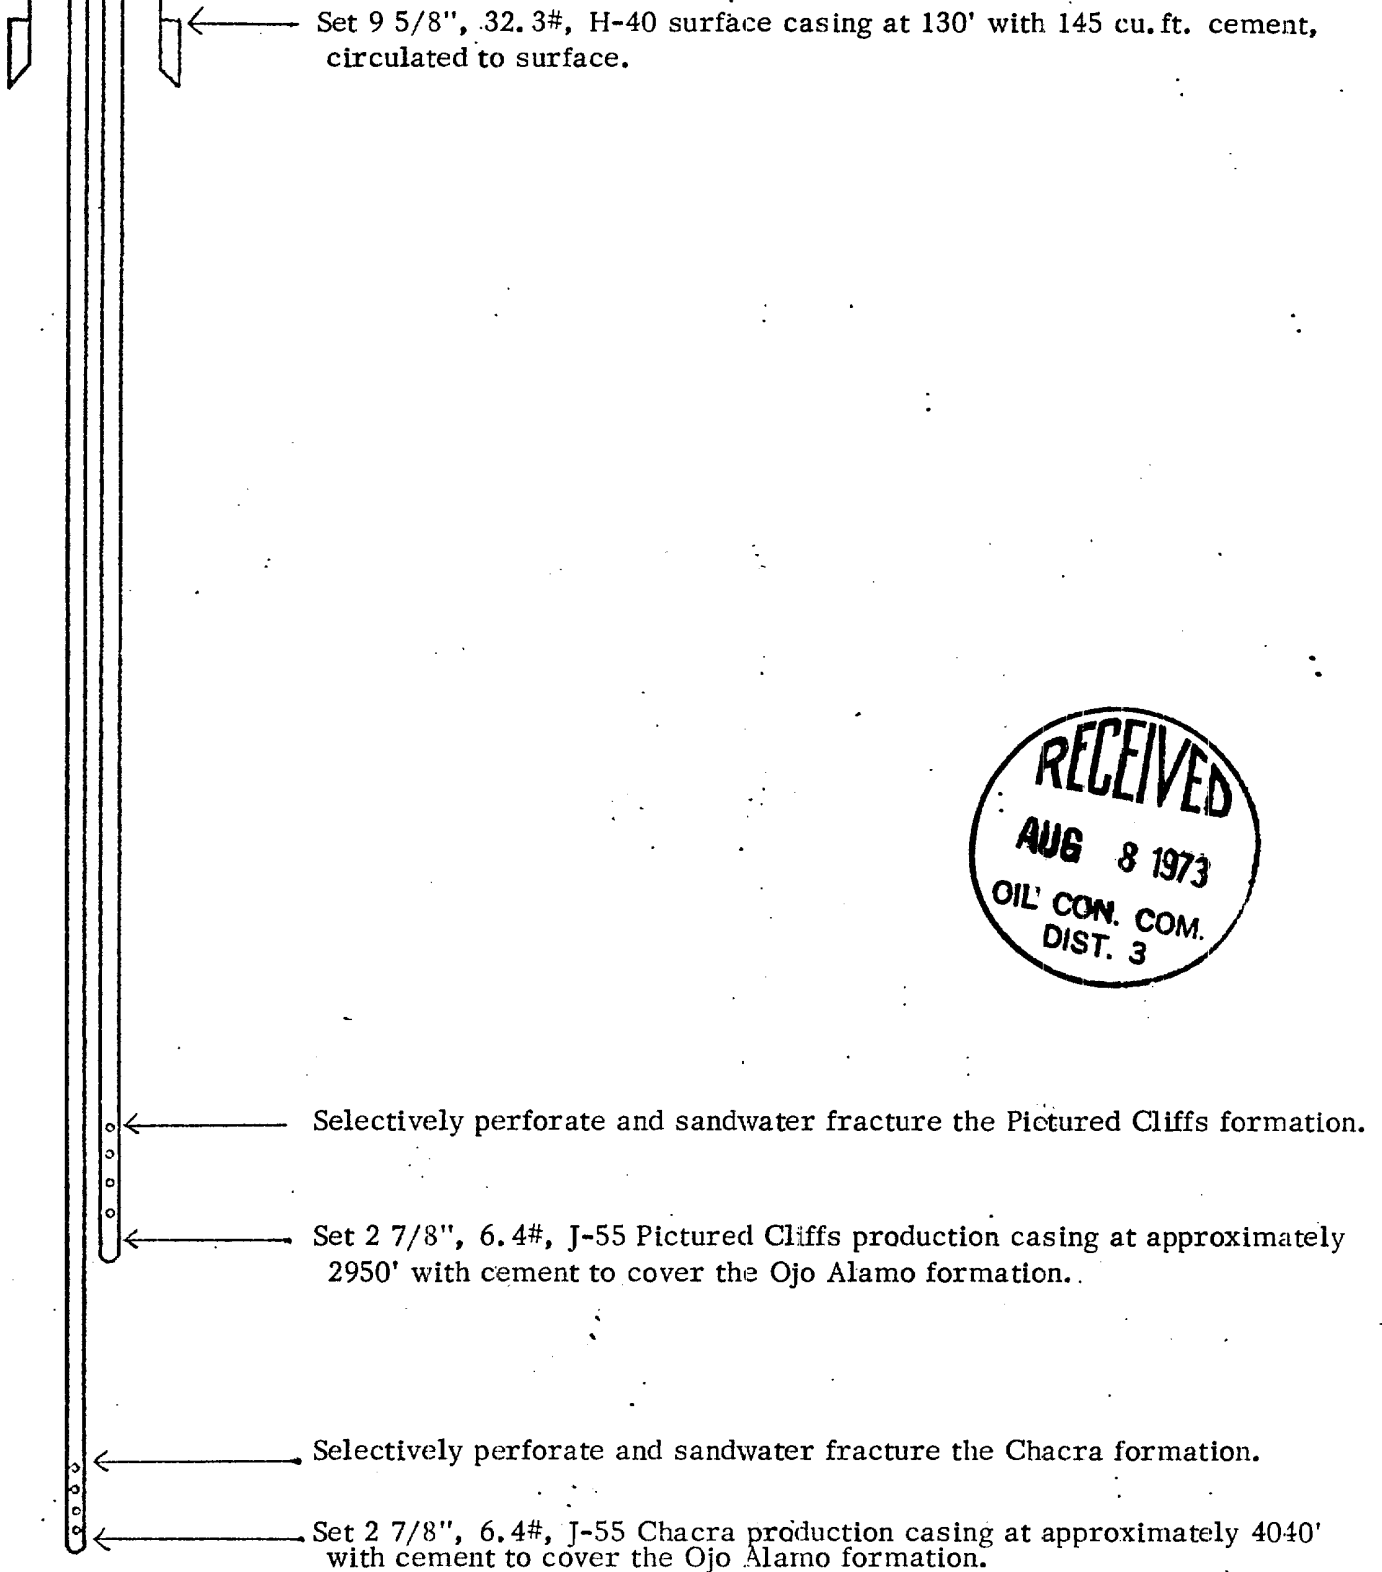 Set 9 5/8", 32.3#, H-40 surface casing at 130' with 145 cu.ft. cement,
circulated to surface.
RECEIVED
AUG 8 1973
OIL CON. COM.
DIST. 3
Selectively perforate and sandwater fracture the Pictured Cliffs formation.
Set 2 7/8", 6.4#, J-55 Pictured Cliffs production casing at approximately
2950' with cement to cover the Ojo Alamo formation.
Selectively perforate and sandwater fracture the Chacra formation.
Set 2 7/8", 6.4#, J-55 Chacra production casing at approximately 4040'
with cement to cover the Ojo Alamo formation.